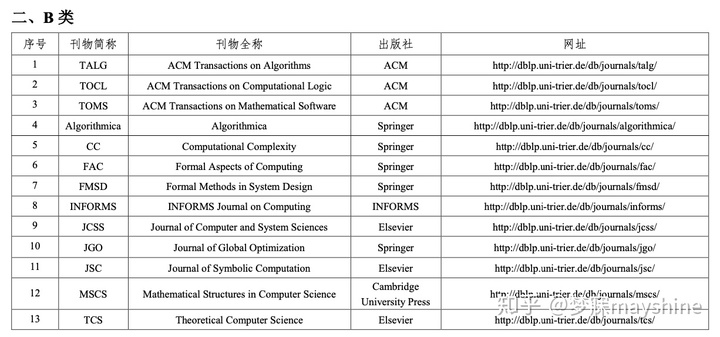 二、B 类
序号 刊物简称 刊物全称 出版社 网址
1 TALG ACM Transactions on Algorithms ACM http://dblp.uni-trier.de/db/journals/talg/
2 TOCL ACM Transactions on Computational Logic ACM http://dblp.uni-trier.de/db/journals/tocl/
3 TOMS ACM Transactions on Mathematical Software ACM http://dblp.uni-trier.de/db/journals/toms/
4 Algorithmica Algorithmica Springer http://dblp.uni-trier.de/db/journals/algorithmica/
5 CC Computational Complexity Springer http://dblp.uni-trier.de/db/journals/cc/
6 FAC Formal Aspects of Computing Springer http://dblp.uni-trier.de/db/journals/fac/
7 FMSD Formal Methods in System Design Springer http://dblp.uni-trier.de/db/journals/fmsd/
8 INFORMS INFORMS Journal on Computing INFORMS http://dblp.uni-trier.de/db/journals/informs/
9 JCSS Journal of Computer and System Sciences Elsevier http://dblp.uni-trier.de/db/journals/jcss/
10 JGO Journal of Global Optimization Springer http://dblp.uni-trier.de/db/journals/jgo/
11 JSC Journal of Symbolic Computation Elsevier http://dblp.uni-trier.de/db/journals/jsc/
12 MSCS Mathematical Structures in Computer Science Cambridge University Press http://dblp.uni-trier.de/db/journals/mscs/
13 TCS Theoretical Computer Science Elsevier http://dblp.uni-trier.de/db/journals/tcs/
知乎 @梦寐mayshine